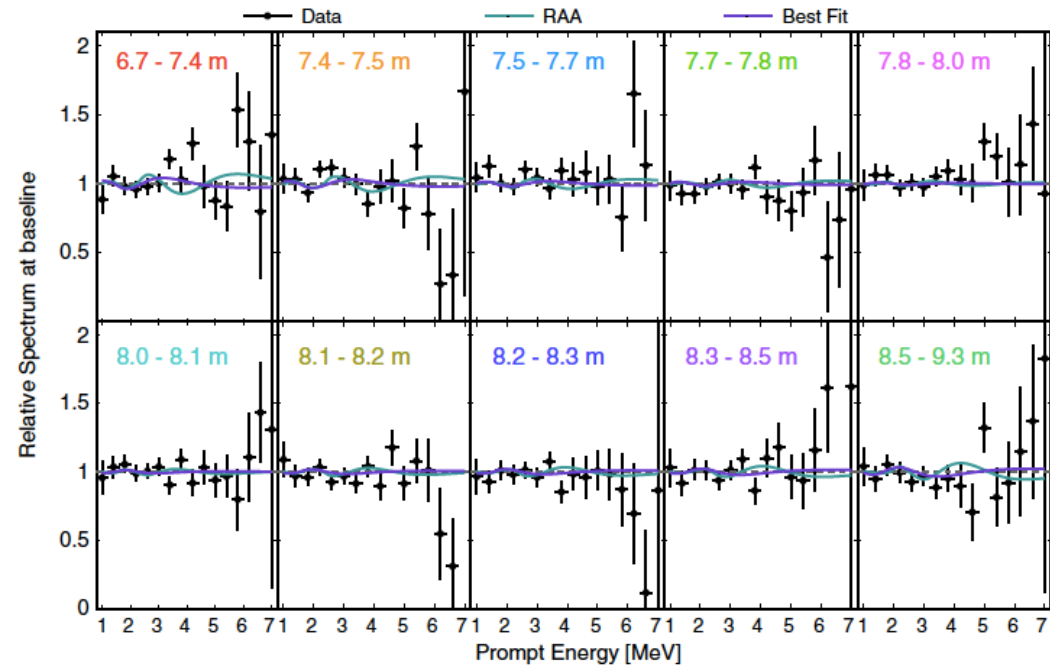 Data RAA Best Fit
Relative Spectrum at baseline
2 6.7 - 7.4 m 7.4 - 7.5 m 7.5 - 7.7 m 7.7 - 7.8 m 7.8 - 8.0 m
1.5
1
0.5
2 8.0 - 8.1 m 8.1 - 8.2 m 8.2 - 8.3 m 8.3 - 8.5 m 8.5 - 9.3 m
1.5
1
0.5
0
1 2 3 4 5 6 7 1 2 3 4 5 6 7 1 2 3 4 5 6 7 1 2 3 4 5 6 7 1 2 3 4 5 6 7
Prompt Energy [MeV]